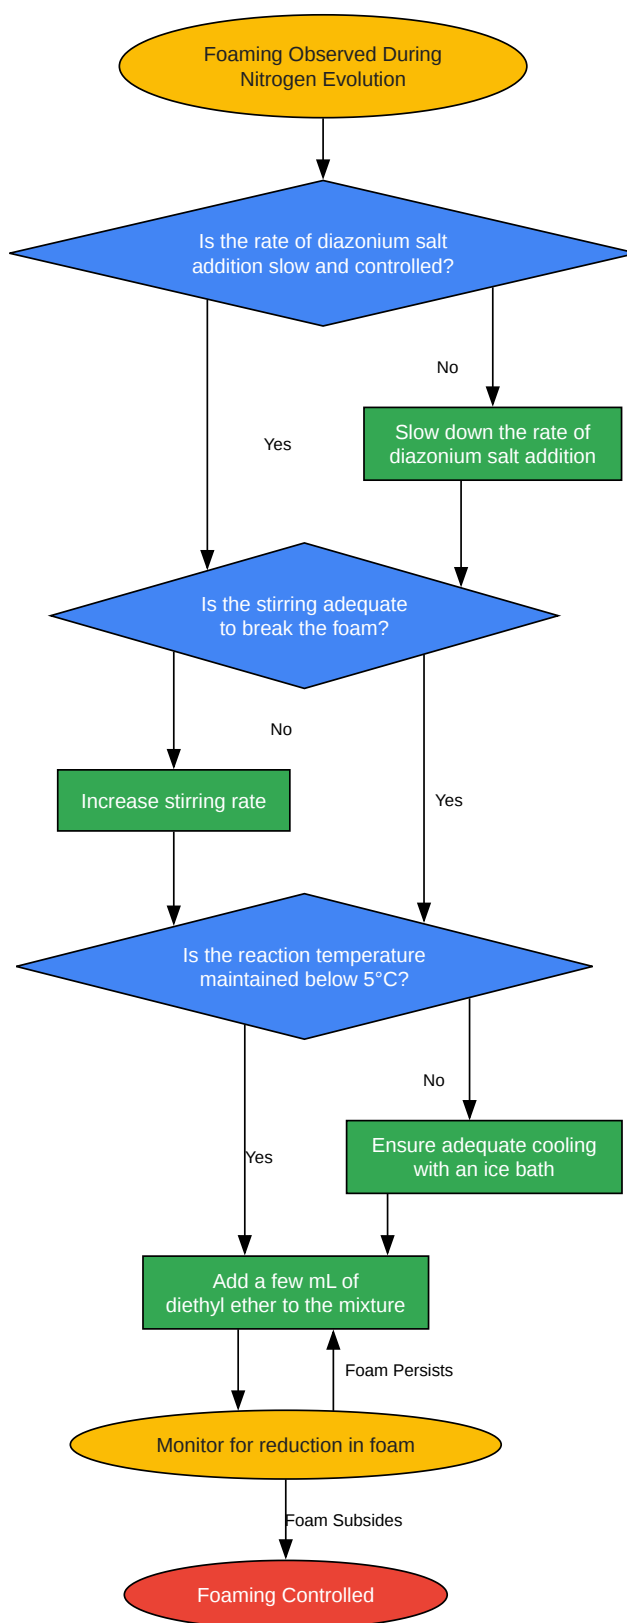 Foaming Observed During
Nitrogen Evolution
Is the rate of diazonium salt
addition slow and controlled?
No
Slow down the rate of
diazonium salt addition
Yes
Is the stirring adequate
to break the foam?
No
Increase stirring rate
Yes
Is the reaction temperature
maintained below 5°C?
No
Ensure adequate cooling
with an ice bath
Yes
Add a few mL of
diethyl ether to the mixture
Foam Persists
Monitor for reduction in foam
Foam Subsides
Foaming Controlled